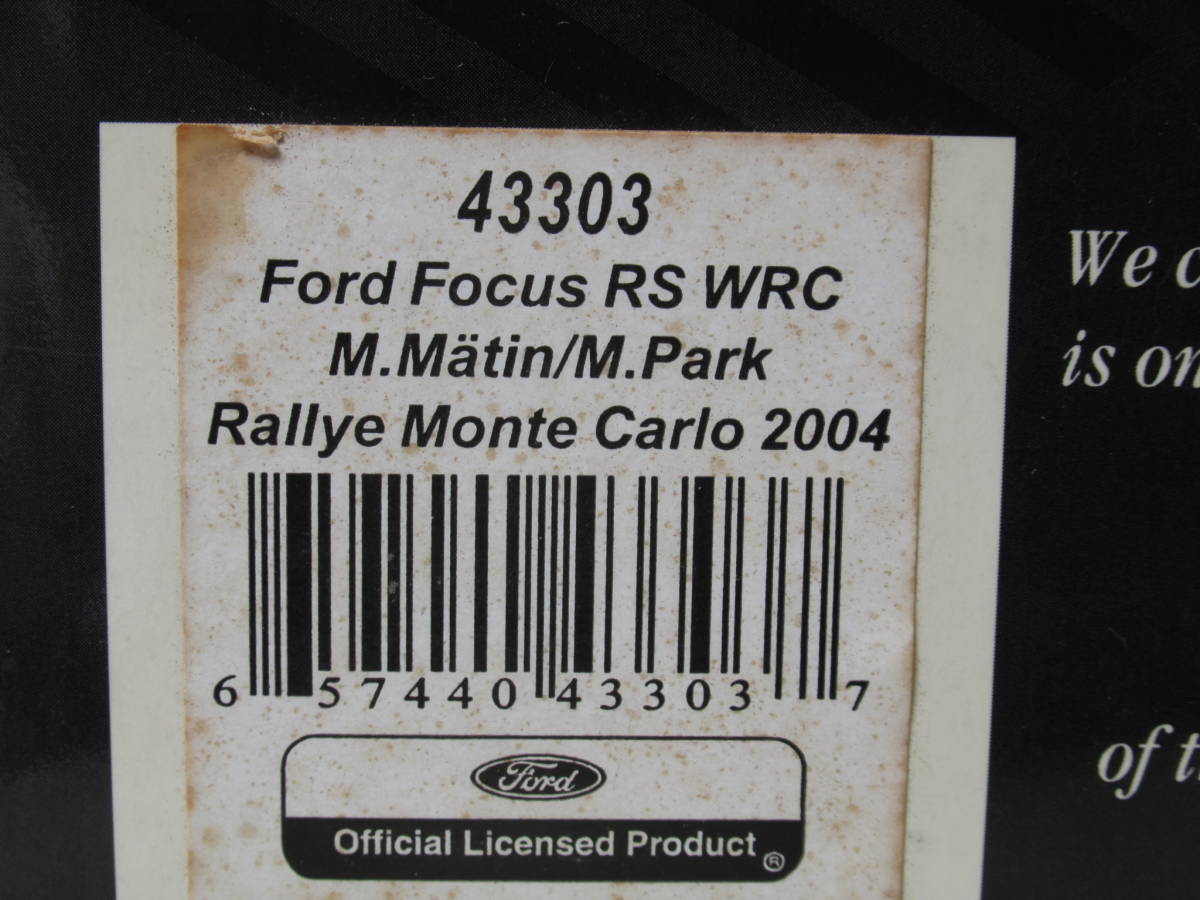 43303
Ford Focus RS WRC
M.Mätin/M.Park
Rallye Monte Carlo 2004
6 57440 43303 7
Ford
Official Licensed Product ®
We
is
of